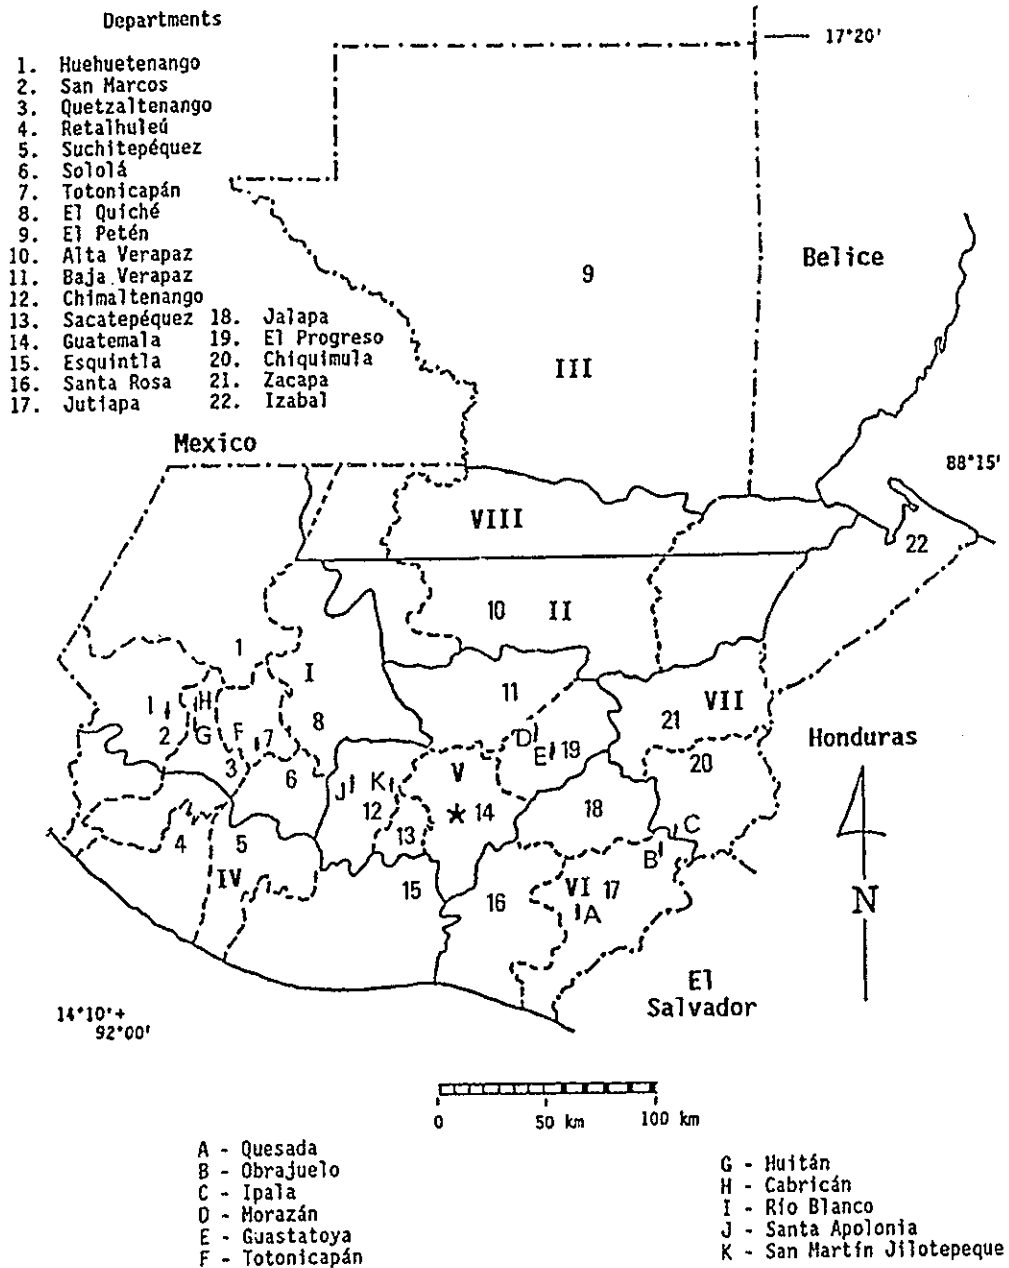 Departments
1. Huehuetenango
2. San Marcos
3. Quetzaltenango
4. Retalhuleú
5. Suchitepéquez
6. Sololá
7. Totonicapán
8. El Quiché
9. El Petén
10. Alta Verapaz
11. Baja Verapaz
12. Chimaltenango
13. Sacatepéquez 18. Jalapa
14. Guatemala 19. El Progreso
15. Esquintla 20. Chiquimula
16. Santa Rosa 21. Zacapa
17. Jutiapa 22. Izabal
17°20'
Belice
9
III
Mexico
88°15'
VIII
22
10 II
1
I
11
H
I
VII
21
2
G
F
7
8
D
E
19
Honduras
3
6
V
20
J
K
12
14
18
4
5
13
C
B
IV
15
16
VI 17
A
N
El
Salvador
14°10'+
92°00'
0 50 km 100 km
A - Quesada
B - Obrajuelo
C - Ipala
D - Morazán
E - Guastatoya
F - Totonicapán
G - Huitán
H - Cabricán
I - Río Blanco
J - Santa Apolonia
K - San Martín Jilotepeque